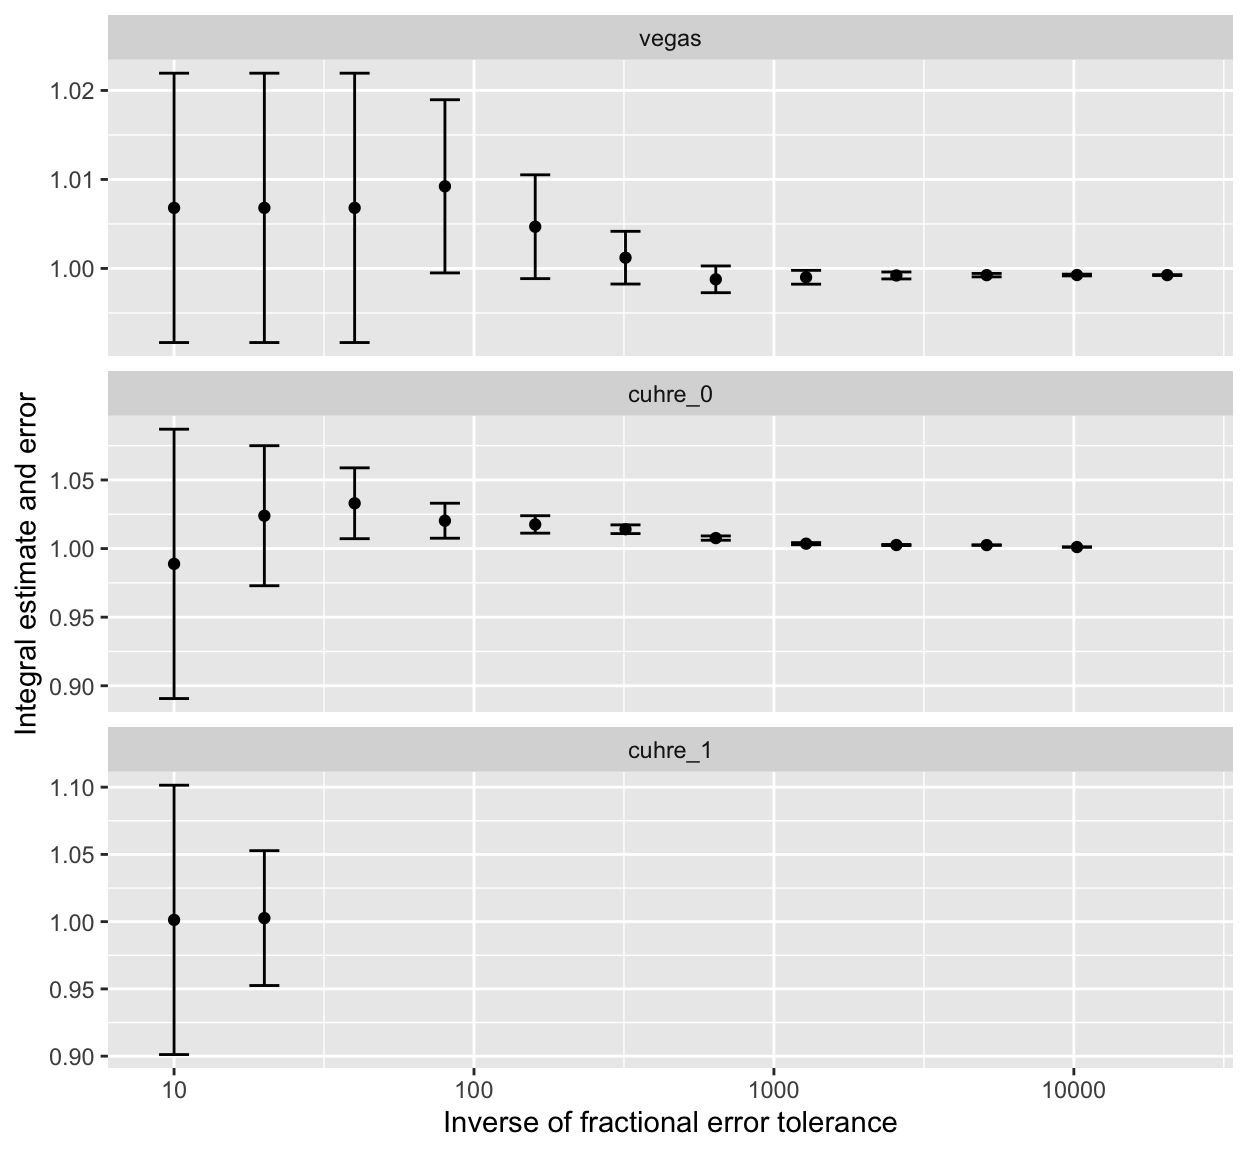 vegas
1.02
1.01
1.00
cuhre_0
1.05
1.00
0.95
0.90
cuhre_1
1.10
1.05
1.00
0.95
0.90
10 100 1000 10000
Inverse of fractional error tolerance
Integral estimate and error